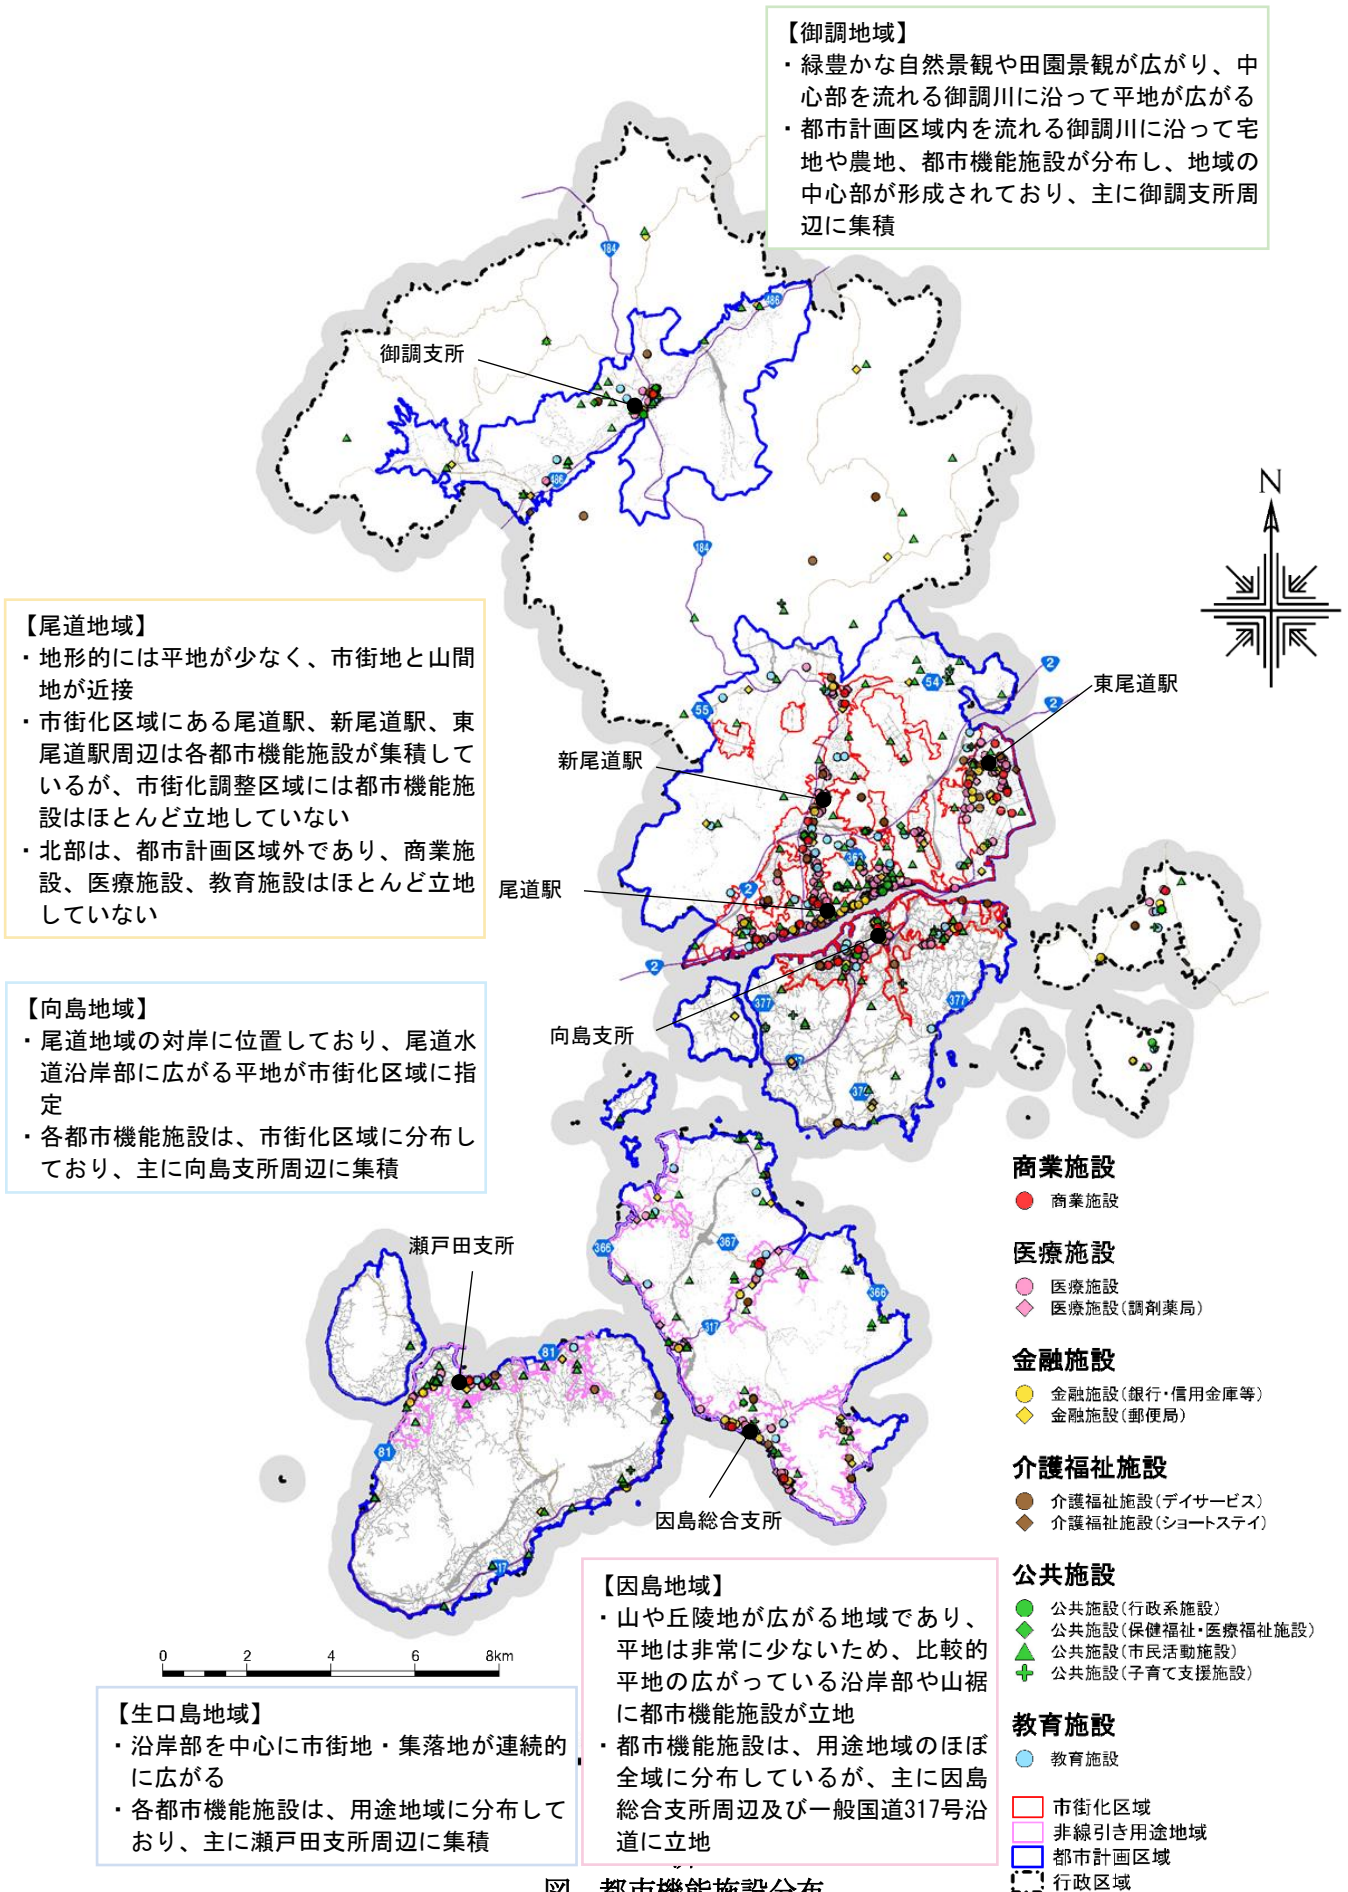 【御調地域】
・緑豊かな自然景観や田園景観が広がり、中
心部を流れる御調川に沿って平地が広がる
・都市計画区域内を流れる御調川に沿って宅
地や農地、都市機能施設が分布し、地域の
中心部が形成されており、主に御調支所周
辺に集積
184
486
御調支所
486
184
N
【尾道地域】
・地形的には平地が少なく、市街地と山間
地が近接
・市街化区域にある尾道駅、新尾道駅、東
尾道駅周辺は各都市機能施設が集積して
いるが、市街化調整区域には都市機能施
設はほとんど立地していない
・北部は、都市計画区域外であり、商業施
設、医療施設、教育施設はほとんど立地
していない
2
54
東尾道駅
2
55
新尾道駅
2
尾道駅
2
【向島地域】
・尾道地域の対岸に位置しており、尾道水
道沿岸部に広がる平地が市街化区域に指
定
・各都市機能施設は、市街化区域に分布し
ており、主に向島支所周辺に集積
377
377
向島支所
瀬戸田支所
366
367
366
317
81
81
因島総合支所
商業施設
商業施設
医療施設
医療施設
医療施設(調剤薬局)
金融施設
金融施設(銀行・信用金庫等)
金融施設(郵便局)
介護福祉施設
介護福祉施設(デイサービス)
介護福祉施設(ショートステイ)
公共施設
公共施設(行政系施設)
公共施設(保健福祉・医療福祉施設)
公共施設(市民活動施設)
公共施設(子育て支援施設)
教育施設
教育施設
市街化区域
非線引き用途地域
都市計画区域
行政区域
0 2 4 6 8km
【因島地域】
・山や丘陵地が広がる地域であり、
平地は非常に少ないため、比較的
平地の広がっている沿岸部や山裾
に都市機能施設が立地
・都市機能施設は、用途地域のほぼ
全域に分布しているが、主に因島
総合支所周辺及び一般国道317号沿
道に立地
【生口島地域】
・沿岸部を中心に市街地・集落地が連続的
に広がる
・各都市機能施設は、用途地域に分布して
おり、主に瀬戸田支所周辺に集積
図 都市機能施設分布